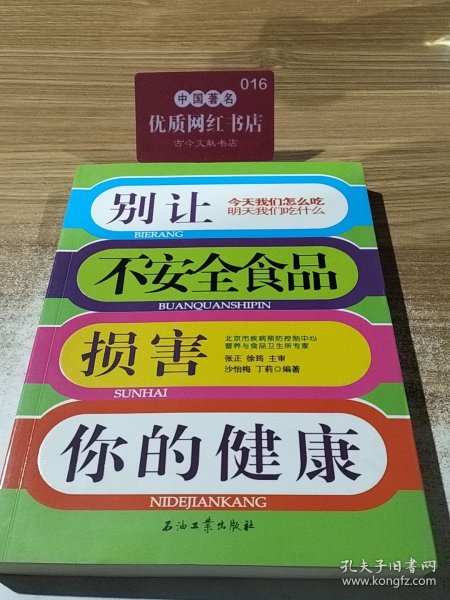 016
中国著名
优质网红书店
古今文献书店
别让
今天我们怎么吃
明天我们吃什么
BIERANG
不安全食品
BUANQUANSHIPIN
损害
北京市疾病预防控制中心
营养与食品卫生所专家
张正 徐筠 主审
沙怡梅 丁莉◎编著
SUNHAI
你的健康
NIDEJIANKANG
石油工业出版社
孔夫子旧书网
www.kongfz.com